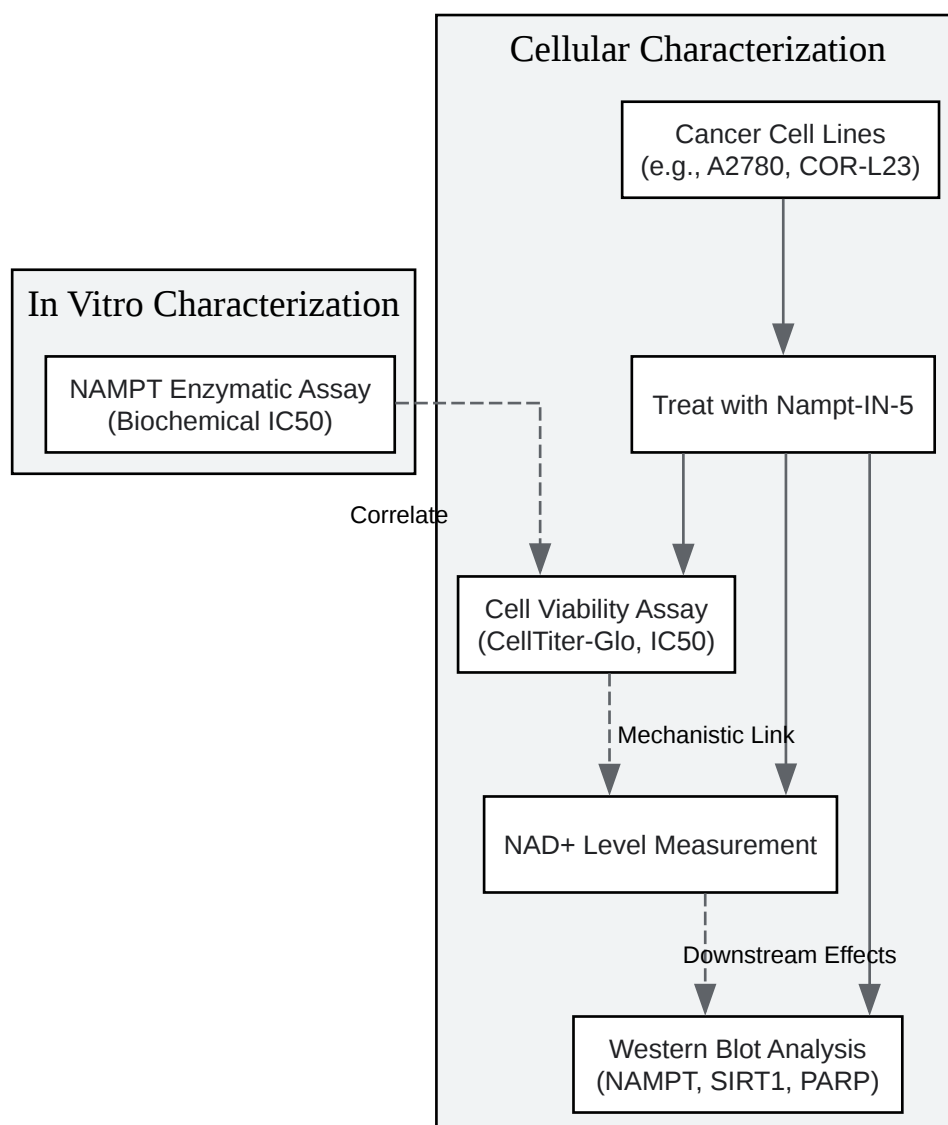 Cellular Characterization
Cancer Cell Lines
(e.g., A2780, COR-L23)
In Vitro Characterization
NAMPT Enzymatic Assay
(Biochemical IC50)
Treat with Nampt-IN-5
Correlate
Cell Viability Assay
(CellTiter-Glo, IC50)
Mechanistic Link
NAD+ Level Measurement
Downstream Effects
Western Blot Analysis
(NAMPT, SIRT1, PARP)